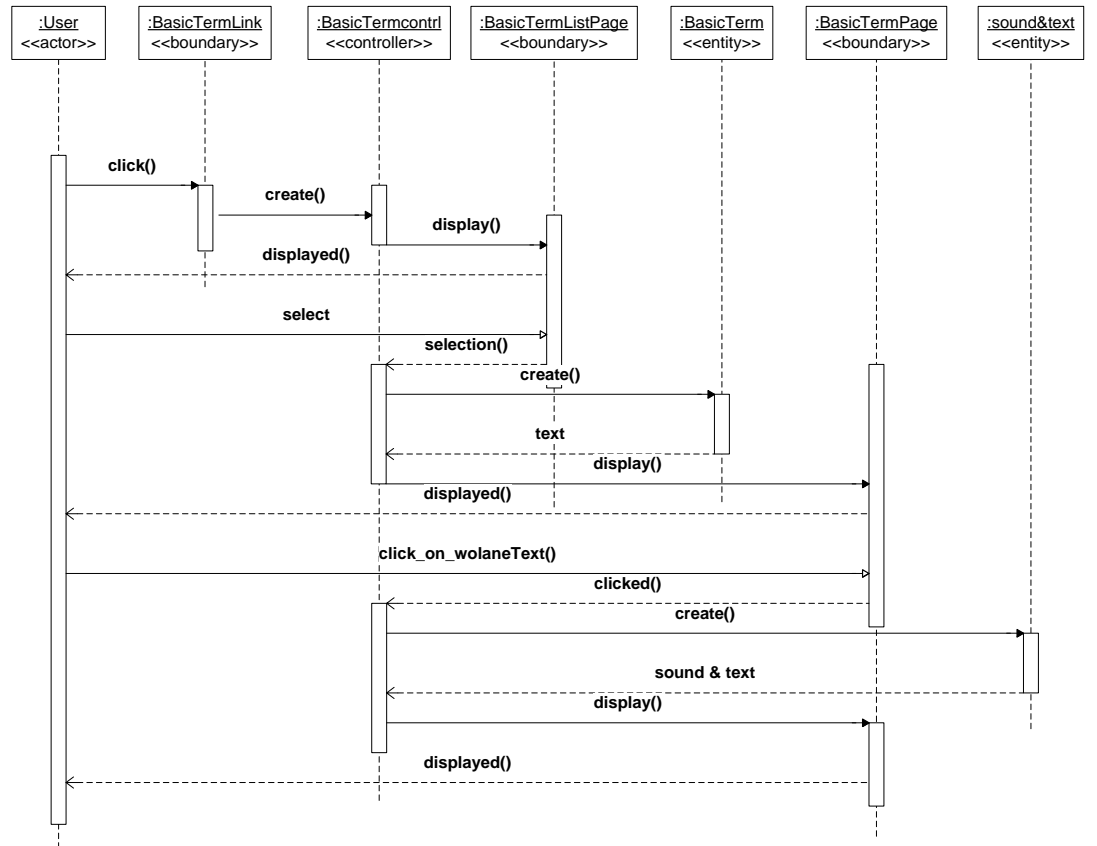 :User
<<actor>>
:BasicTermLink
<<boundary>>
:BasicTermcontrl
<<controller>>
:BasicTermListPage
<<boundary>>
:BasicTerm
<<entity>>
:BasicTermPage
<<boundary>>
:sound&text
<<entity>>
click()
create()
display()
displayed()
select
selection()
create()
text
display()
displayed()
click_on_wolaneText()
clicked()
create()
sound & text
display()
displayed()